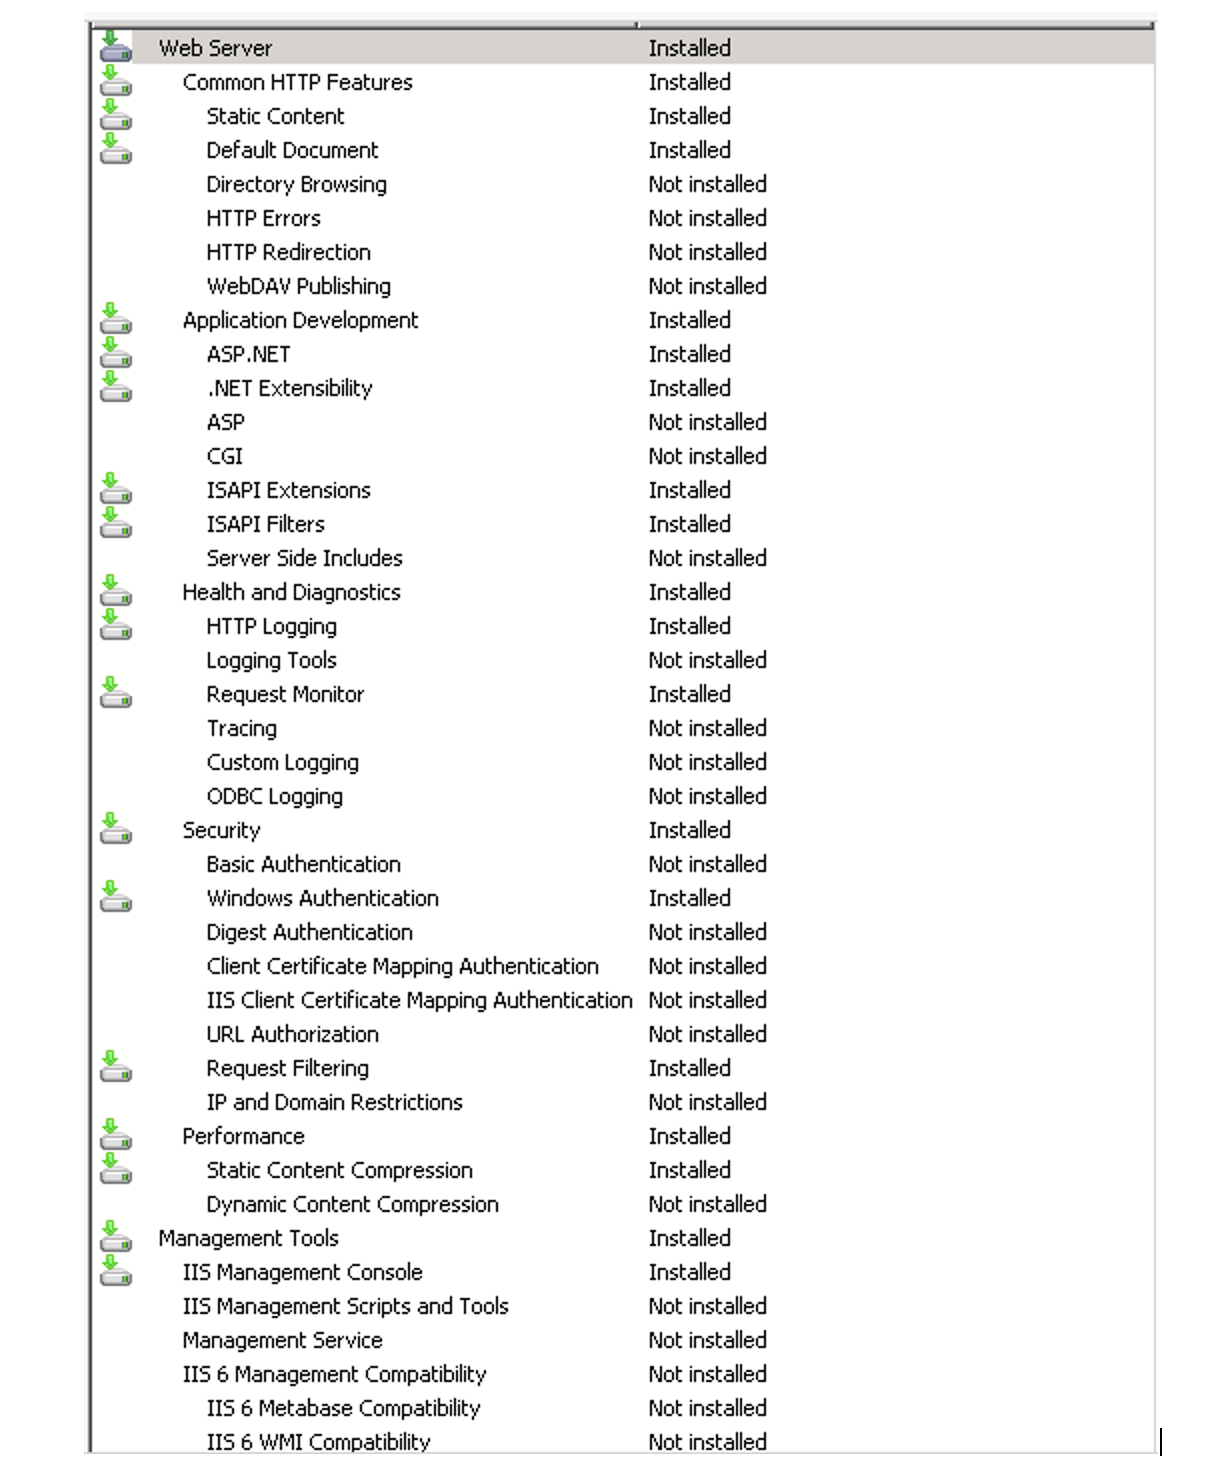 Web Server Installed
Common HTTP Features Installed
Static Content Installed
Default Document Installed
Directory Browsing Not installed
HTTP Errors Not installed
HTTP Redirection Not installed
WebDAV Publishing Not installed
Application Development Installed
ASP.NET Installed
.NET Extensibility Installed
ASP Not installed
CGI Not installed
ISAPI Extensions Installed
ISAPI Filters Installed
Server Side Includes Not installed
Health and Diagnostics Installed
HTTP Logging Installed
Logging Tools Not installed
Request Monitor Installed
Tracing Not installed
Custom Logging Not installed
ODBC Logging Not installed
Security Installed
Basic Authentication Not installed
Windows Authentication Installed
Digest Authentication Not installed
Client Certificate Mapping Authentication Not installed
IIS Client Certificate Mapping Authentication Not installed
URL Authorization Not installed
Request Filtering Installed
IP and Domain Restrictions Not installed
Performance Installed
Static Content Compression Installed
Dynamic Content Compression Not installed
Management Tools Installed
IIS Management Console Installed
IIS Management Scripts and Tools Not installed
Management Service Not installed
IIS 6 Management Compatibility Not installed
IIS 6 Metabase Compatibility Not installed
IIS 6 WMI Compatibility Not installed